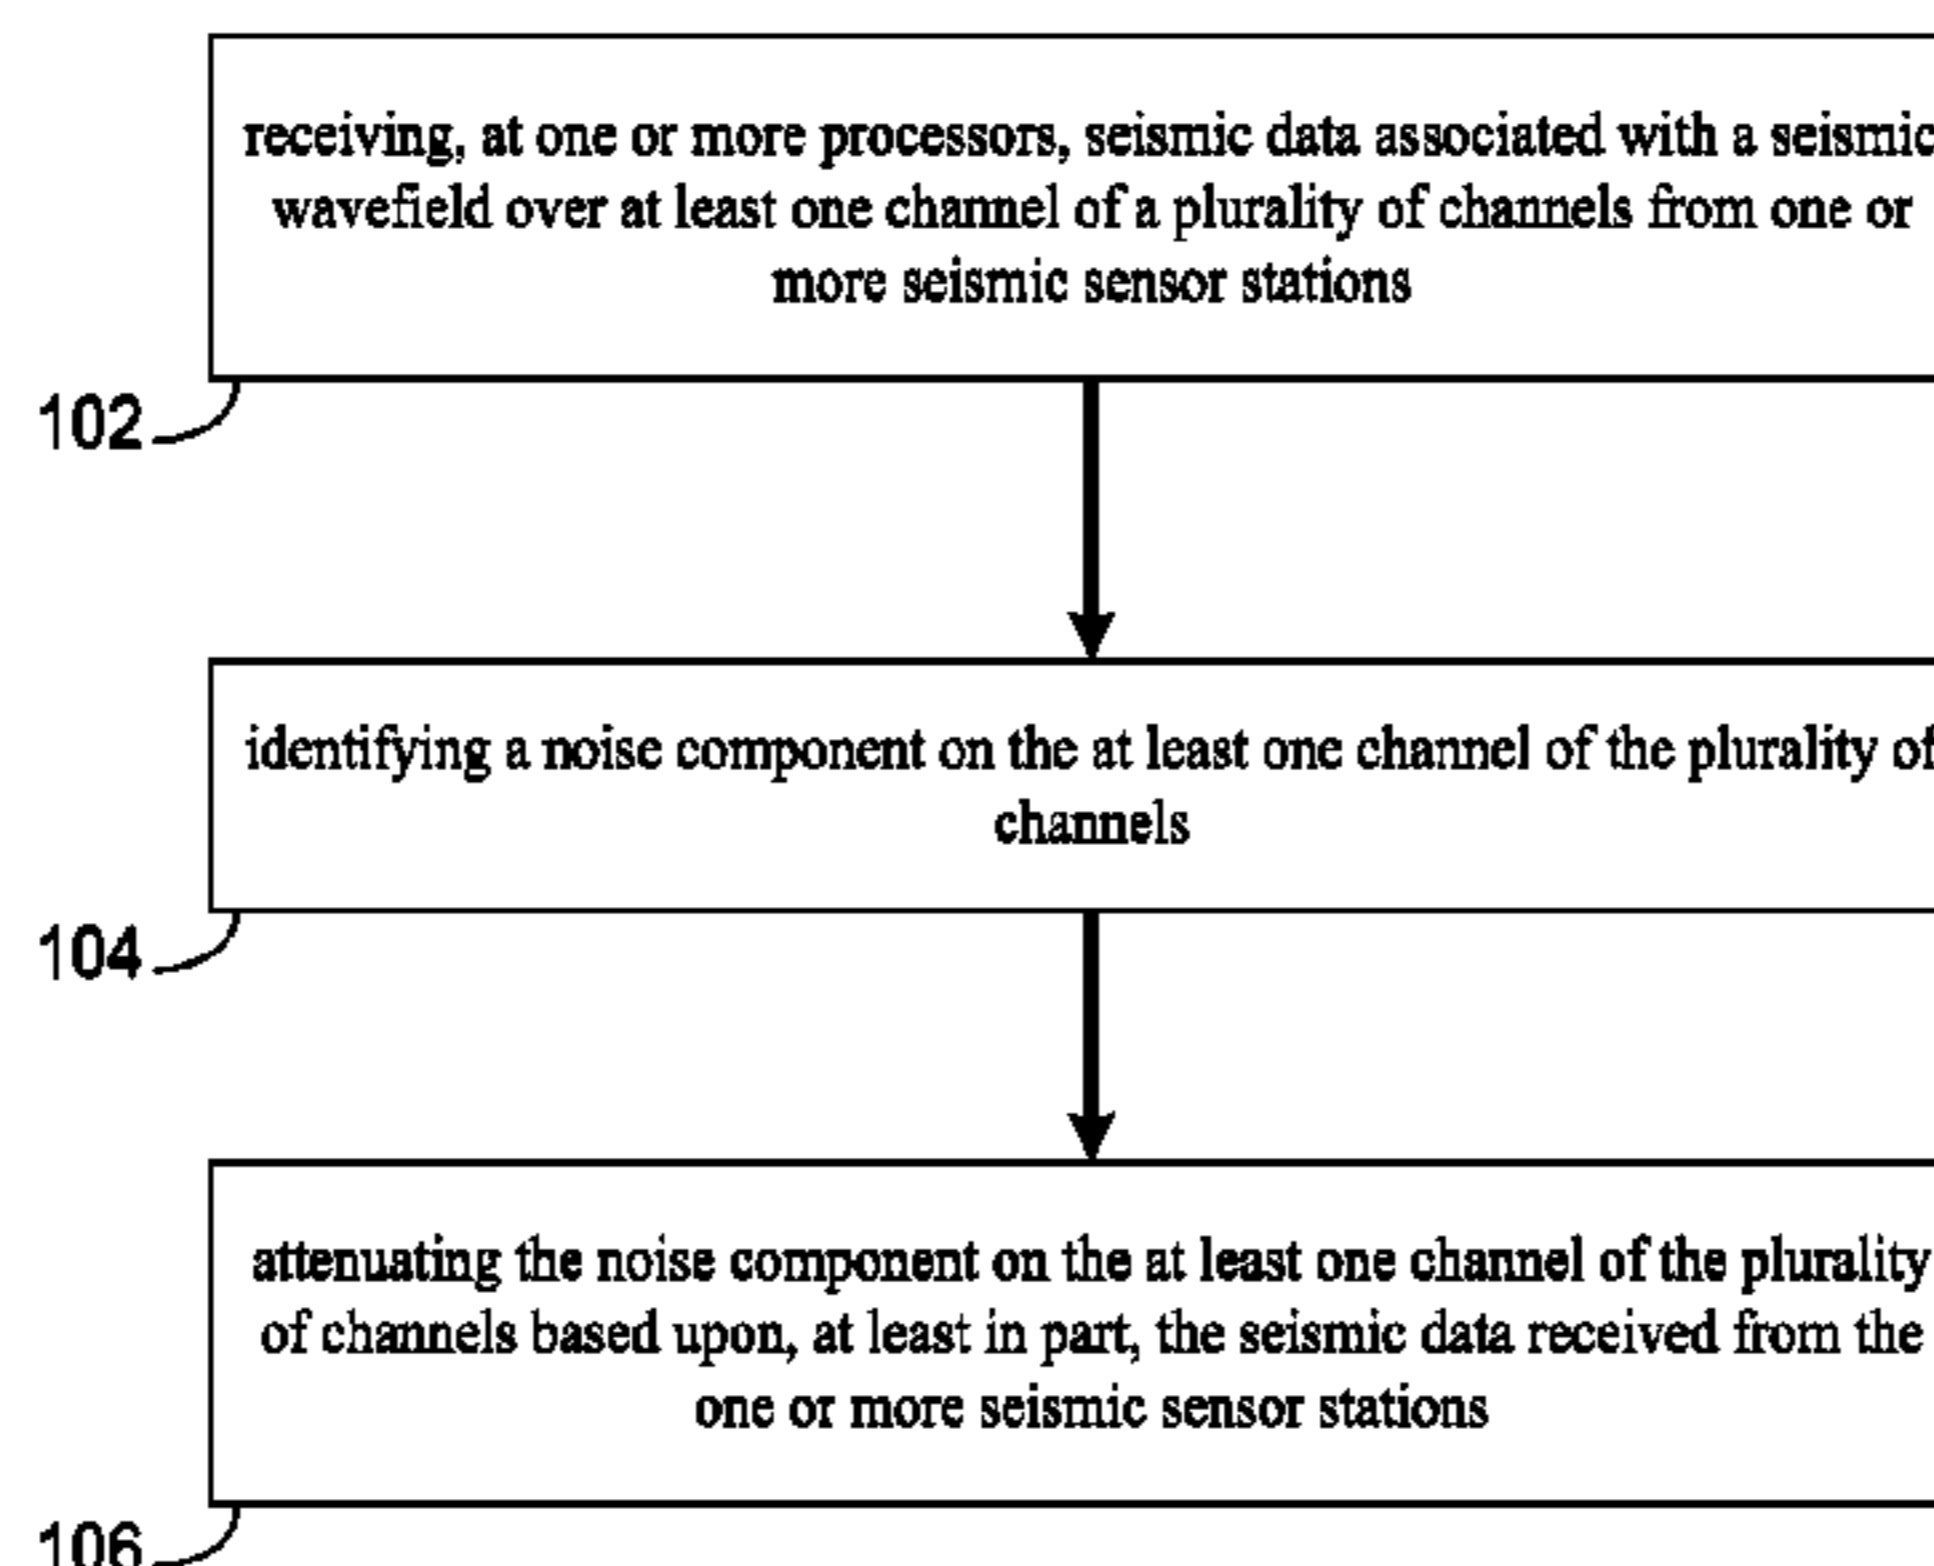 receiving, at one or more processors, seismic data associated with a seismic
wavefield over at least one channel of a plurality of channels from one or
more seismic sensor stations
102
identifying a noise component on the at least one channel of the plurality of
channels
104
attenuating the noise component on the at least one channel of the plurality
of channels based upon, at least in part, the seismic data received from the
one or more seismic sensor stations
106